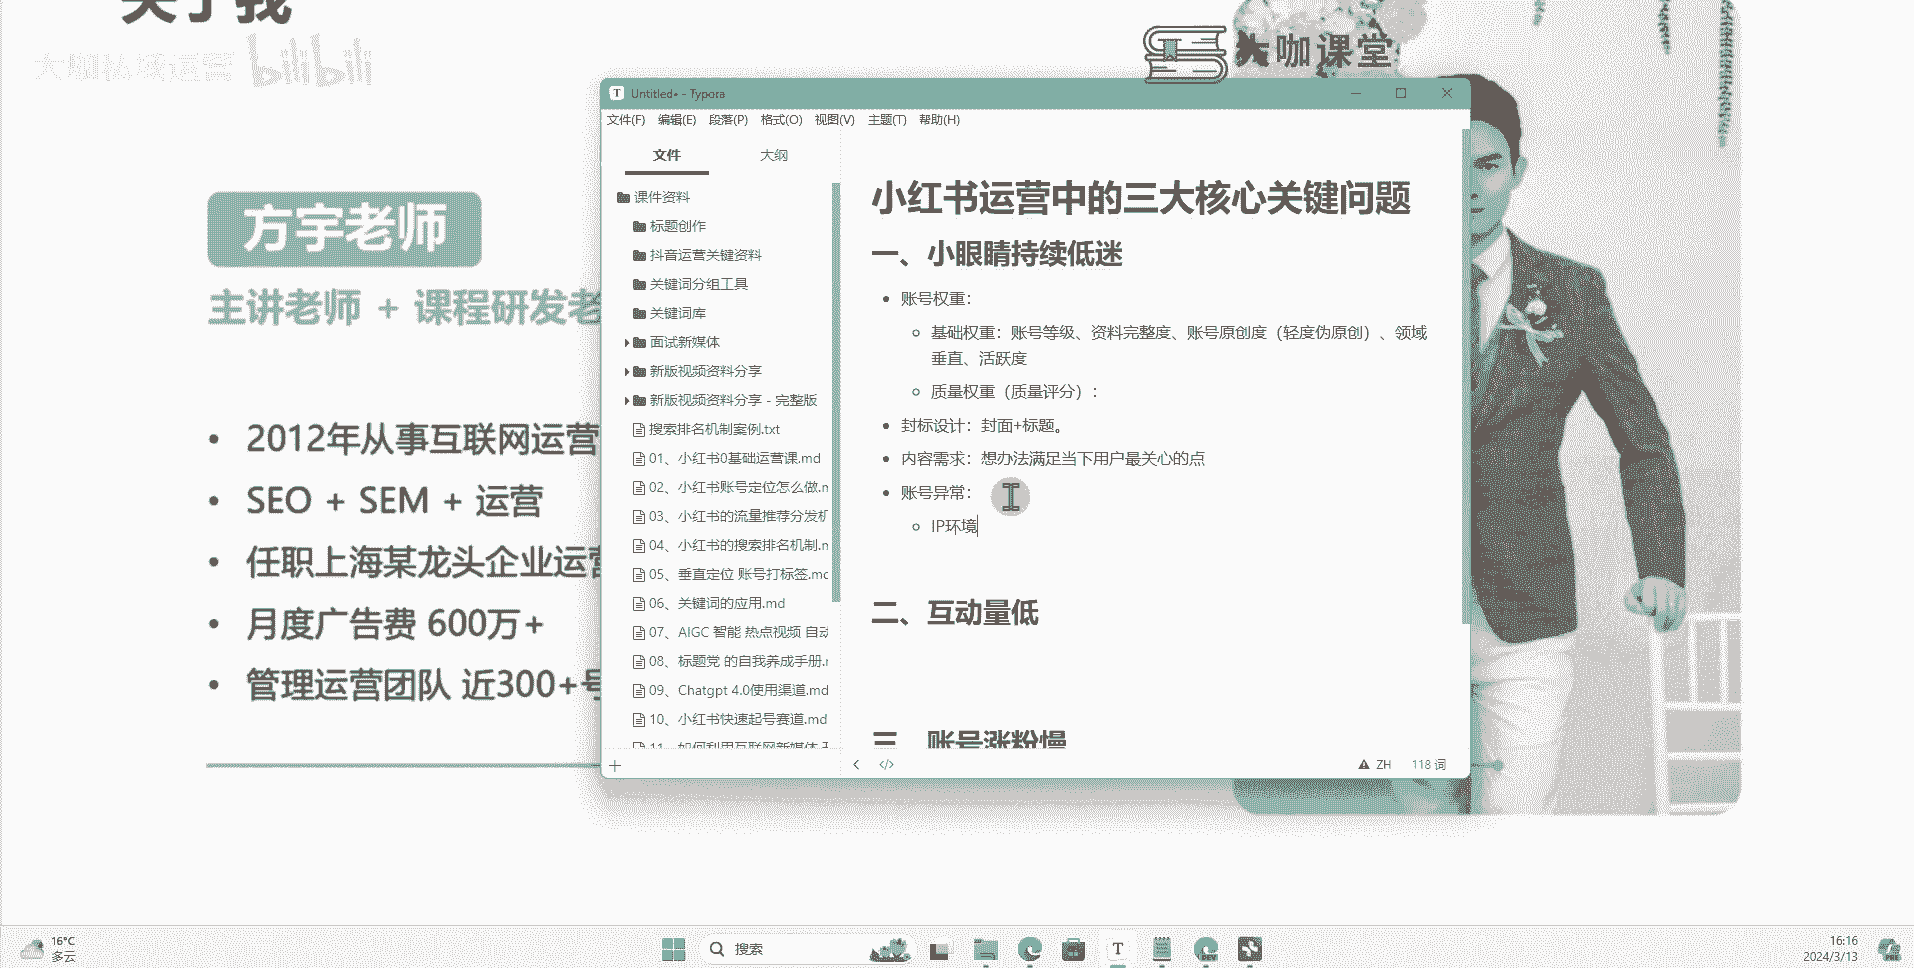 关于我
大咖私域运营 bilibili
大咖课堂
方宇老师
主讲老师 + 课程研发老
• 2012年从事互联网运营
• SEO + SEM + 运营
• 任职上海某龙头企业运营
• 月度广告费 600万+
• 管理运营团队 近300+号
Untitled• - Typora
文件(F) 编辑(E) 段落(P) 格式(O) 视图(V) 主题(T) 帮助(H)
文件 大纲
课件资料
标题创作
抖音运营关键资料
关键词分组工具
关键词库
面试新媒体
新版视频资料分享
新版视频资料分享 - 完整版
搜索排名机制案例.txt
01、小红书0基础运营课.md
02、小红书账号定位怎么做.m
03、小红书的流量推荐分发机
04、小红书的搜索排名机制.m
05、垂直定位 账号打标签.md
06、关键词的应用.md
07、AIGC 智能 热点视频 自动
08、标题党 的自我养成手册.m
09、Chatgpt 4.0使用渠道.md
10、小红书快速起号赛道.md
11、如何利用互联网新媒体
小红书运营中的三大核心关键问题
一、小眼睛持续低迷
• 账号权重：
基础权重：账号等级、资料完整度、账号原创度（轻度伪原创）、领域
垂直、活跃度
质量权重（质量评分）：
• 封标设计：封面+标题。
• 内容需求：想办法满足当下用户最关心的点
• 账号异常：
IP环境
二、互动量低
三、账号涨粉慢
ZH 118 词
16°C
多云
搜索
16:16
2024/3/13